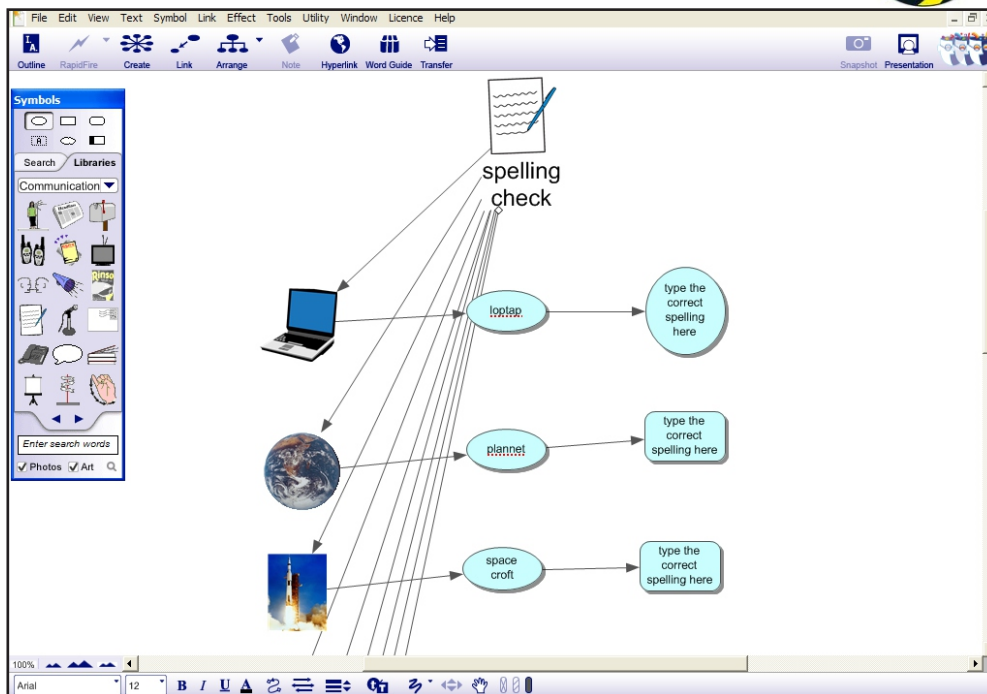 File Edit View Text Symbol Link Effect Tools Utility Window Licence Help
Outline RapidFire Create Link Arrange Note Hyperlink Word Guide Transfer Snapshot Presentation
Symbols
A
Search Libraries
Communication
Enter search words
Photos Art
spelling
check
loptap
type the
correct
spelling
here
plannet
type the
correct
spelling here
space
croft
type the
correct
spelling here
100%
Arial 12 B I U A